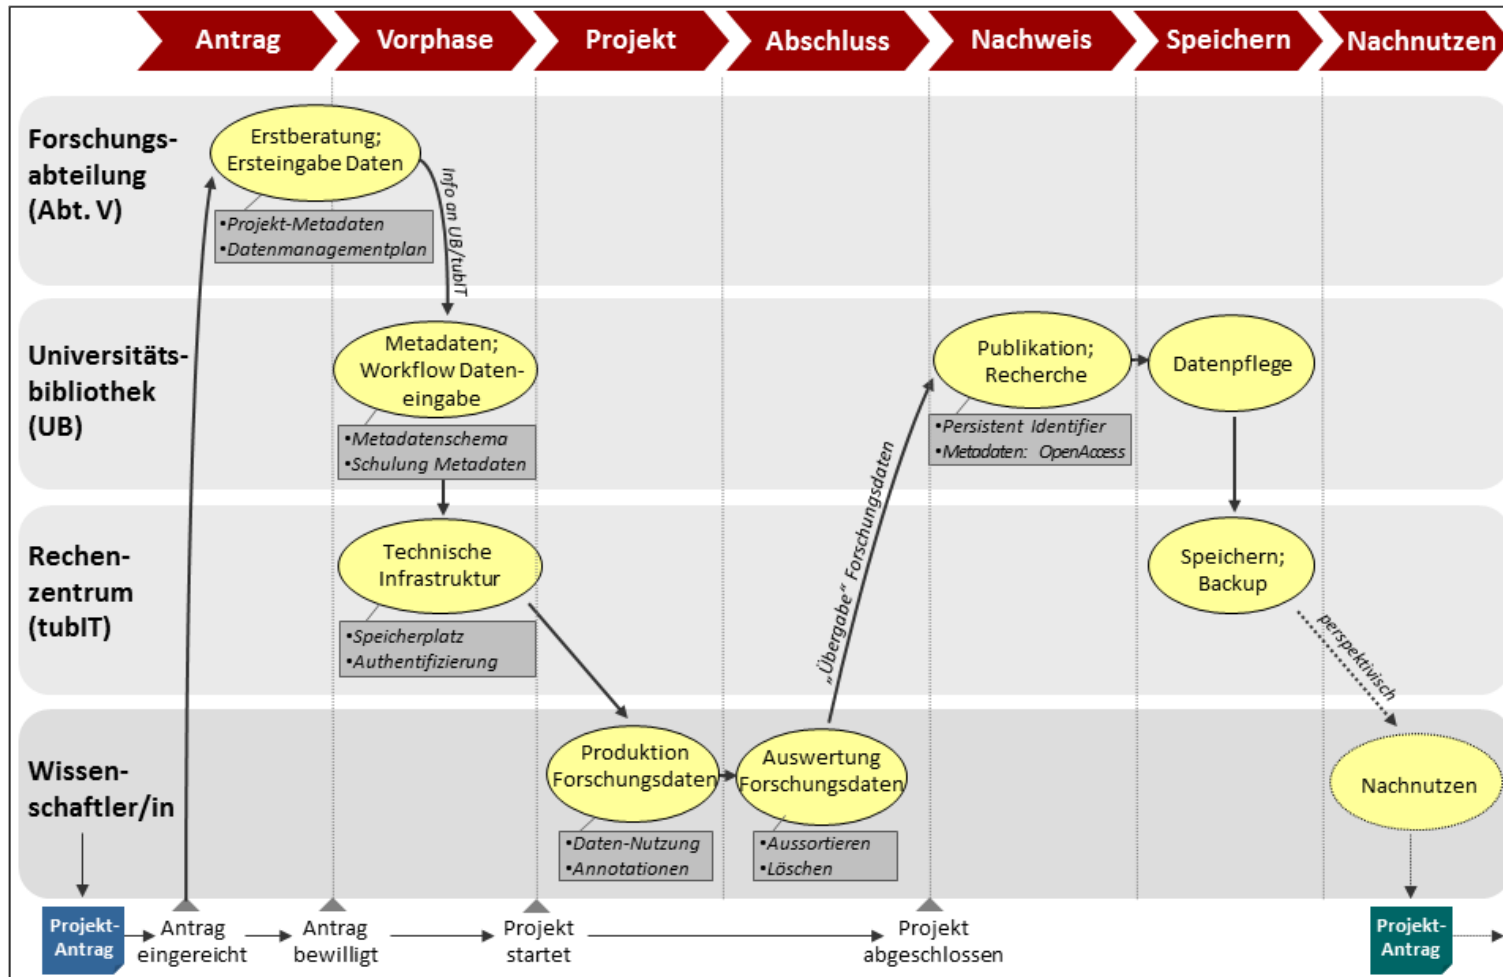 Antrag
Vorphase
Projekt
Abschluss
Nachweis
Speichern
Nachnutzen
Forschungs-
abteilung
(Abt. V)
Erstberatung;
Ersteingabe Daten
•Projekt-Metadaten
•Datenmanagementplan
Info an UB/tubIT
Universitäts-
bibliothek
(UB)
Metadaten;
Workflow Daten-
eingabe
•Metadatenschema
•Schulung Metadaten
Publikation;
Recherche
•Persistent Identifier
•Metadaten: OpenAccess
Datenpflege
Rechen-
zentrum
(tubIT)
Technische
Infrastruktur
•Speicherplatz
•Authentifizierung
„Übergabe“ Forschungsdaten
Speichern;
Backup
perspektivisch
Wissen-
schaftler/in
Produktion
Forschungsdaten
•Daten-Nutzung
•Annotationen
Auswertung
Forschungsdaten
•Aussortieren
•Löschen
Nachnutzen
Projekt-
Antrag
Antrag
eingereicht
Antrag
bewilligt
Projekt
startet
Projekt
abgeschlossen
Projekt-
Antrag